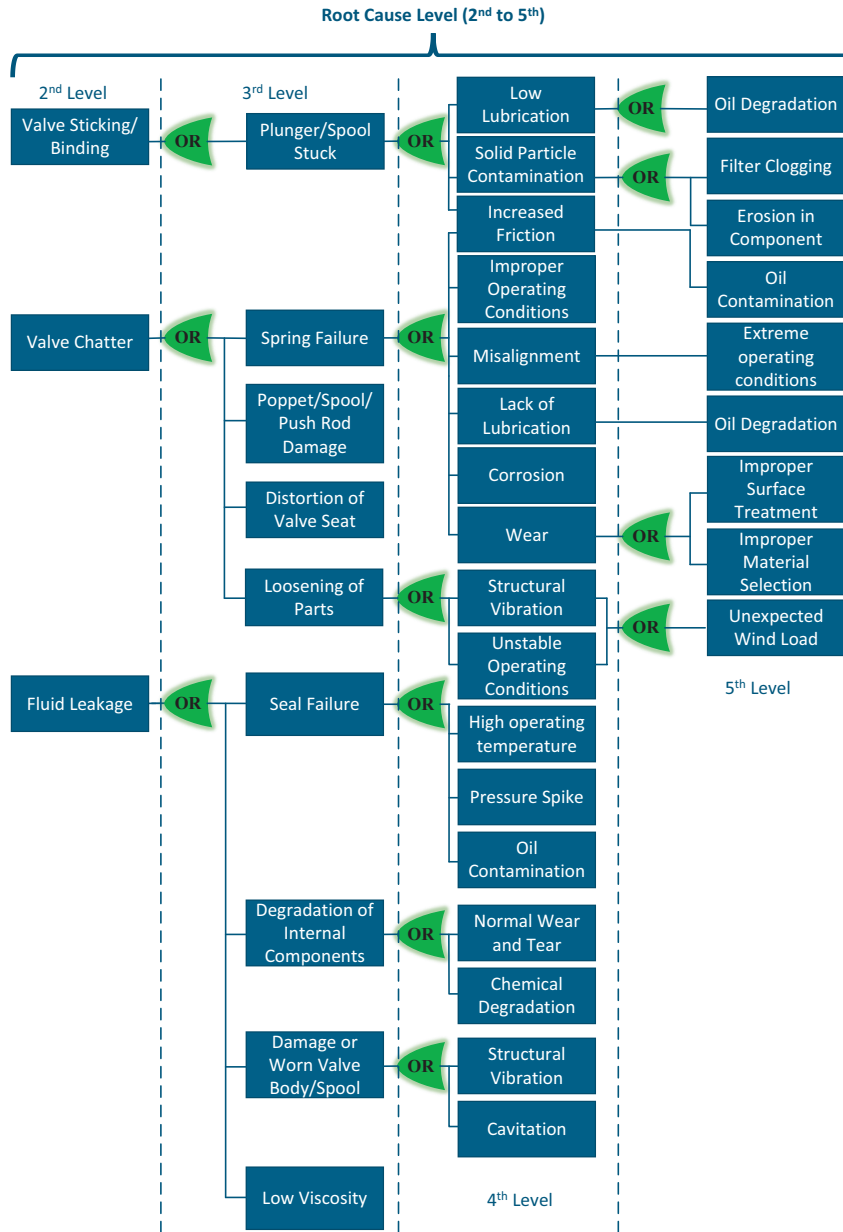 Root Cause Level (2nd to 5th)
2nd Level
3rd Level
Valve Sticking/
Binding
OR
Plunger/Spool
Stuck
OR
Low
Lubrication
OR
Oil Degradation
Solid Particle
Contamination
OR
Filter Clogging
Erosion in
Component
Increased
Friction
Oil
Contamination
Improper
Operating
Conditions
Valve Chatter
OR
Spring Failure
OR
Misalignment
Extreme
operating
conditions
Poppet/Spool/
Push Rod
Damage
Lack of
Lubrication
Oil Degradation
Distortion of
Valve Seat
Corrosion
Wear
OR
Improper
Surface
Treatment
Improper
Material
Selection
Loosening of
Parts
OR
Structural
Vibration
OR
Unexpected
Wind Load
Unstable
Operating
Conditions
5th Level
Fluid Leakage
OR
Seal Failure
OR
High operating
temperature
Pressure Spike
Oil
Contamination
Degradation of
Internal
Components
OR
Normal Wear
and Tear
Chemical
Degradation
Damage or
Worn Valve
Body/Spool
OR
Structural
Vibration
Cavitation
Low Viscosity
4th Level